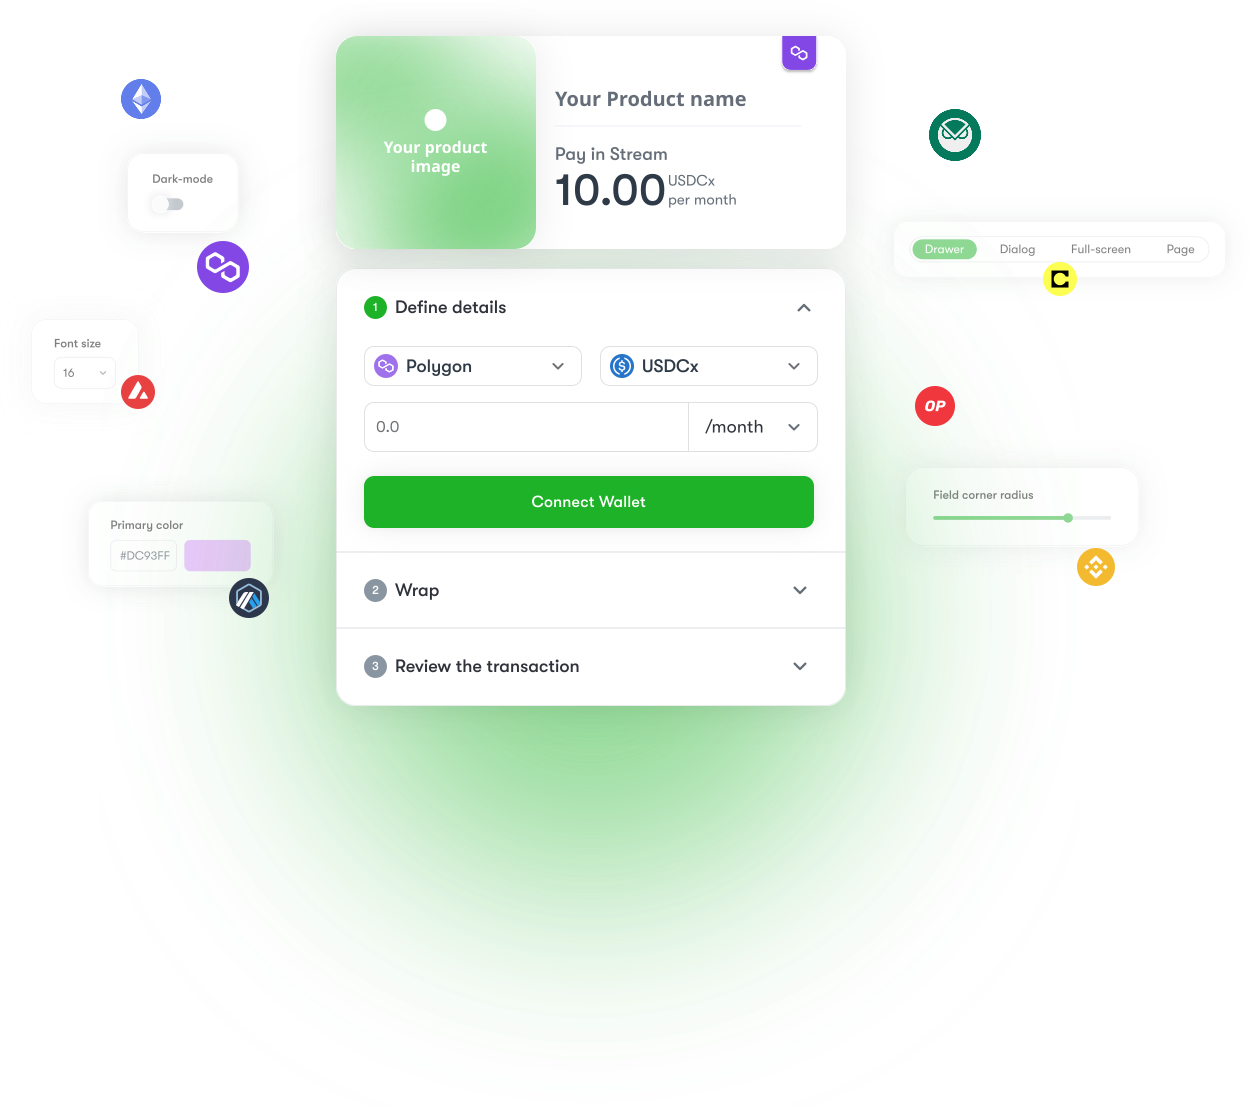 Your product
image
Your Product name
Pay in Stream
10.00
USDCx
per month
Dark-mode
Drawer
Dialog
Full-screen
Page
1
Define details
Font size
16
Polygon
USDCx
0.0
/month
OP
Connect Wallet
Field corner radius
Primary color
#DC93FF
2
Wrap
3
Review the transaction